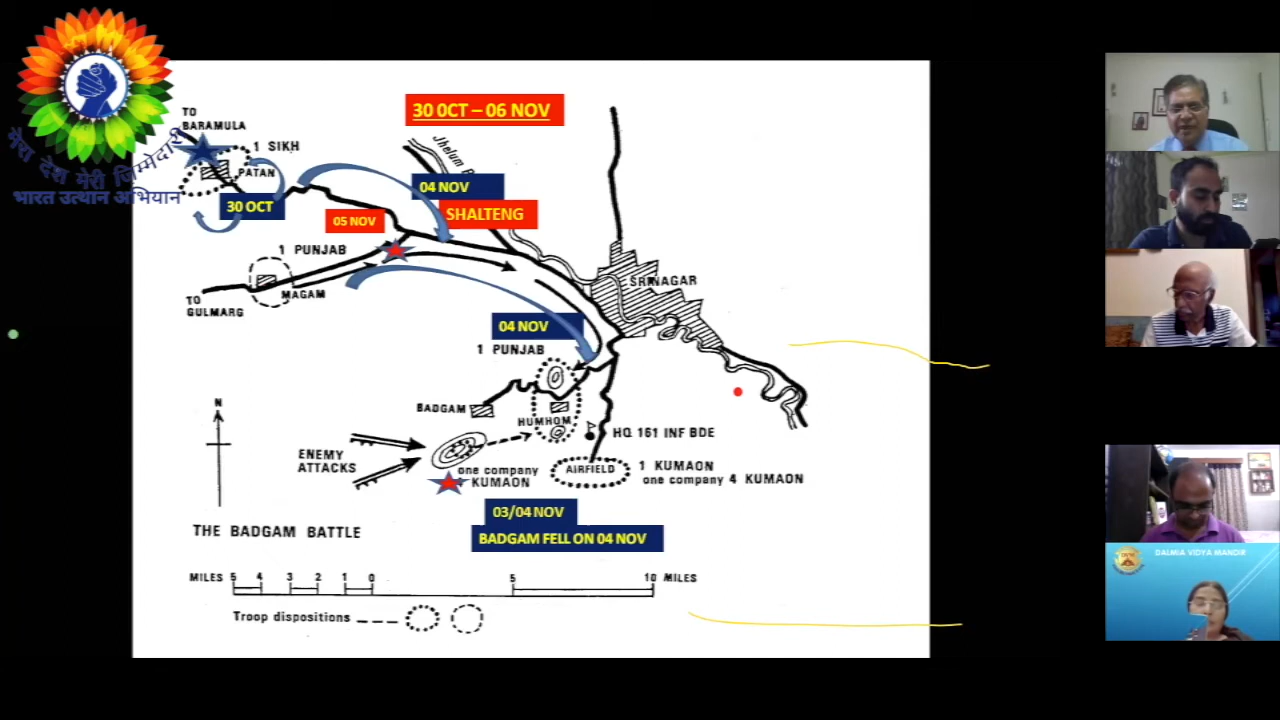 TO
BARAMULA
1 SIKH
PATAN
मेरा देश मेरी जिम्मेदारी
भारत उत्थान अभियान
30 OCT
30 OCT – 06 NOV
Jhelum
04 NOV
SHALTENG
05 NOV
1 PUNJAB
MAGAM
TO
GULMARG
SRINAGAR
04 NOV
1 PUNJAB
BADGAM
HUMHOM
HQ 161 INF BDE
N
ENEMY
ATTACKS
one company
KUMAON
AIRFIELD
1 KUMAON
one company 4 KUMAON
03/04 NOV
BADGAM FELL ON 04 NOV
THE BADGAM BATTLE
MILES 5 4 3 2 1 0 5 10 MILES
Troop dispositions
DALMIA VIDYA MANDIR